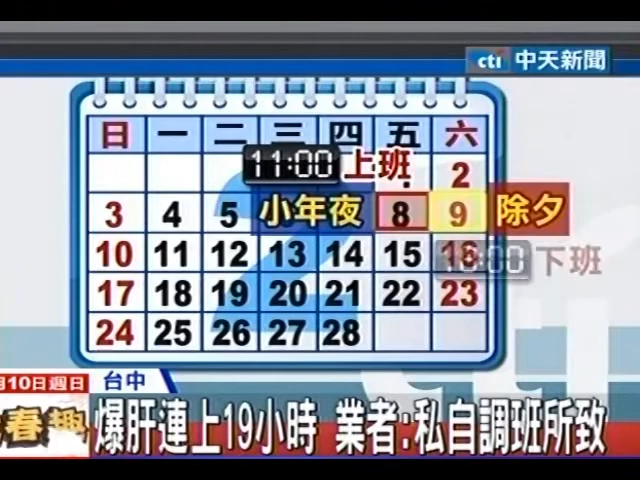 cti 中天新聞
日 一 二 三 四 五 六
11:00 上班
2
3 4 5 小年夜 8 9 除夕
10 11 12 13 14 15 16
下班
17 18 19 20 21 22 23
24 25 26 27 28
月10日週日 台中
春趣
爆肝連上19小時 業者:私自調班所致